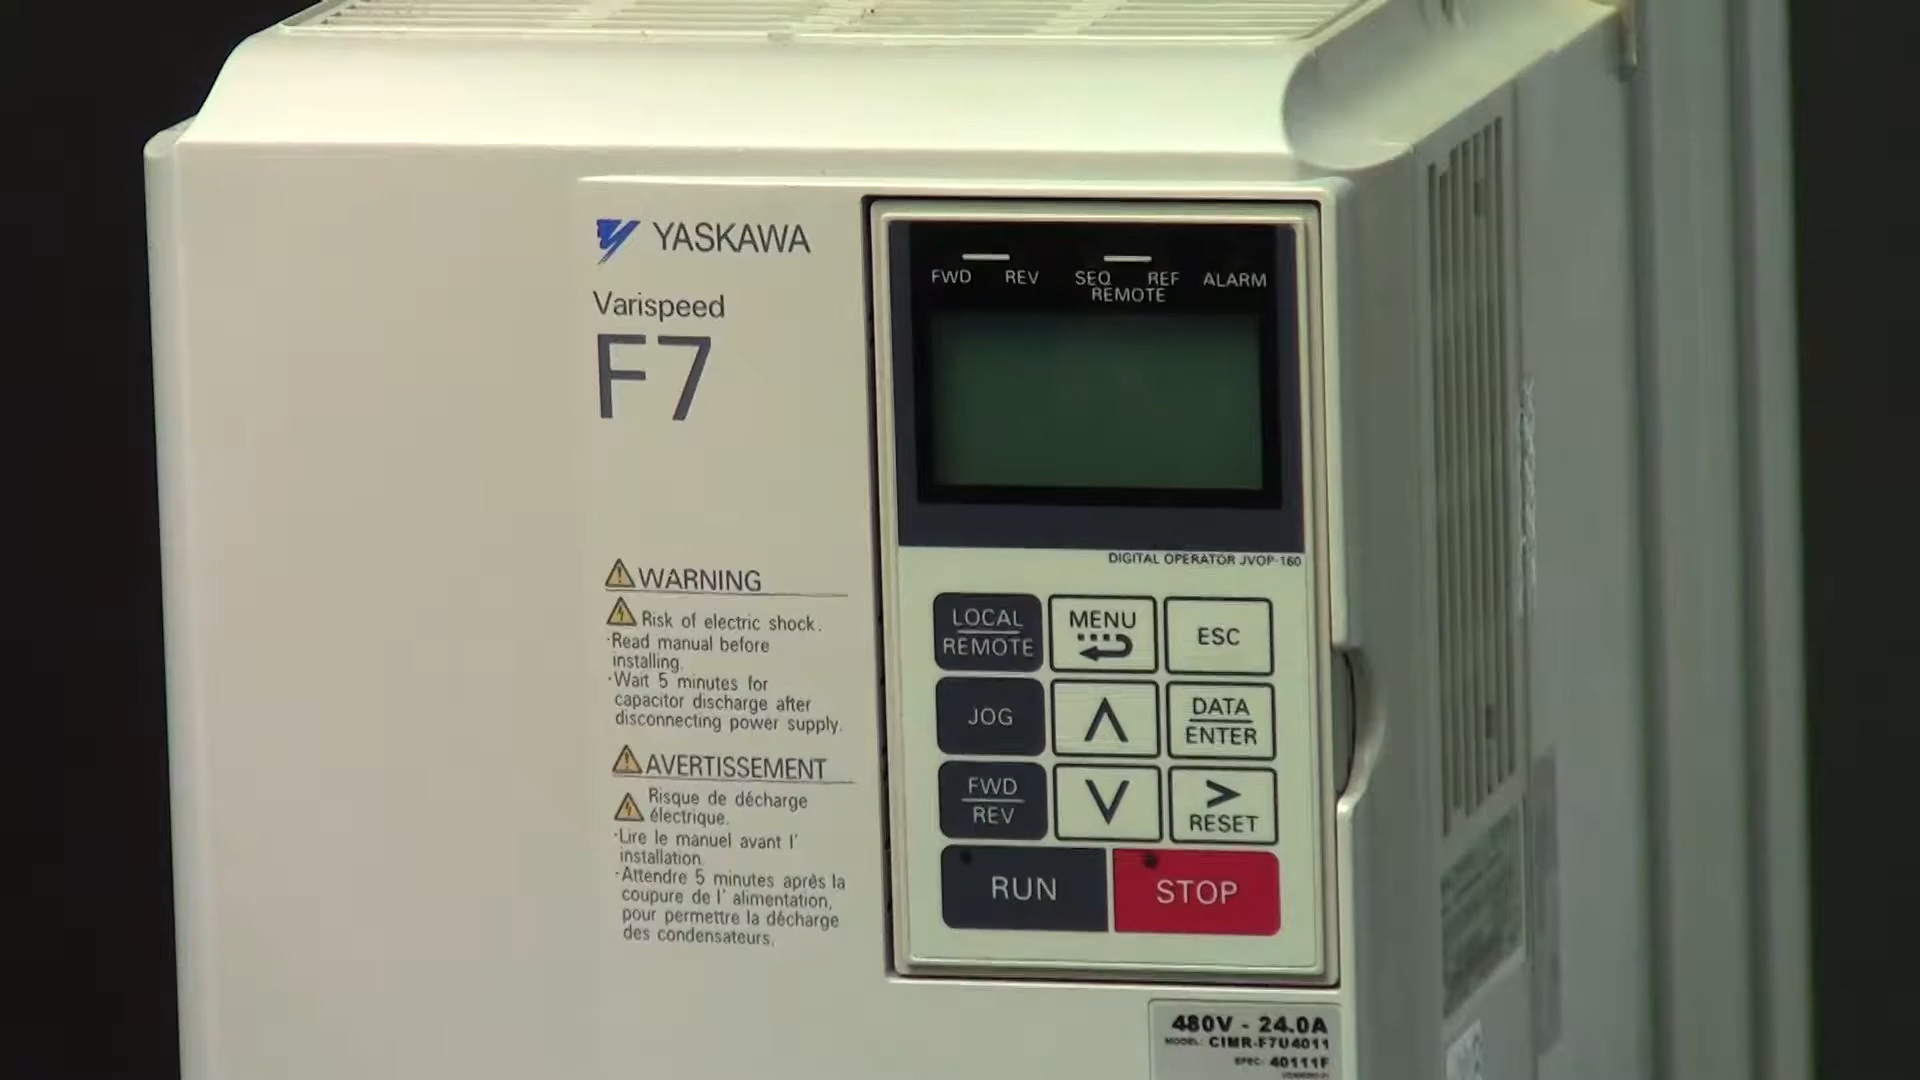 YASKAWA
Varispeed
F7
WARNING
Risk of electric shock.
·Read manual before
installing.
·Wait 5 minutes for
capacitor discharge after
disconnecting power supply.
AVERTISSEMENT
Risque de décharge
électrique.
·Lire le manuel avant l'
installation.
·Attendre 5 minutes après la
coupure de l' alimentation,
pour permettre la décharge
des condensateurs.
FWD REV SEQ REF ALARM
REMOTE
DIGITAL OPERATOR JVOP-160
LOCAL
REMOTE
MENU
ESC
JOG
DATA
ENTER
FWD
REV
>
RESET
RUN
STOP
480V - 24.0A
MODEL: CIMR-F7U4011
SPEC: 40111F